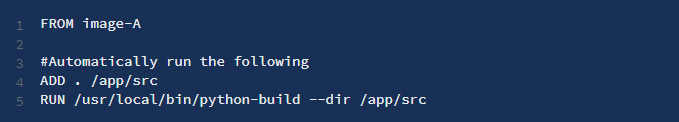 1 FROM image-A
2
3 #Automatically run the following
4 ADD . /app/src
5 RUN /usr/local/bin/python-build --dir /app/src